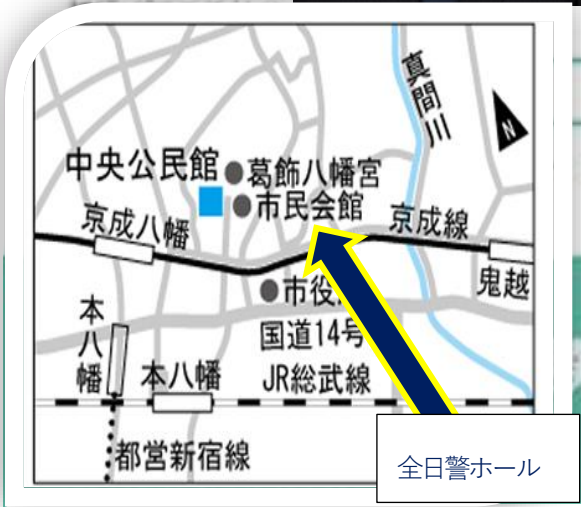 真間川
N
中央公民館
葛飾八幡宮
市民会館
京成八幡
京成線
鬼越
市役
国道14号
本八幡
本八幡
JR総武線
都営新宿線
全日警ホール